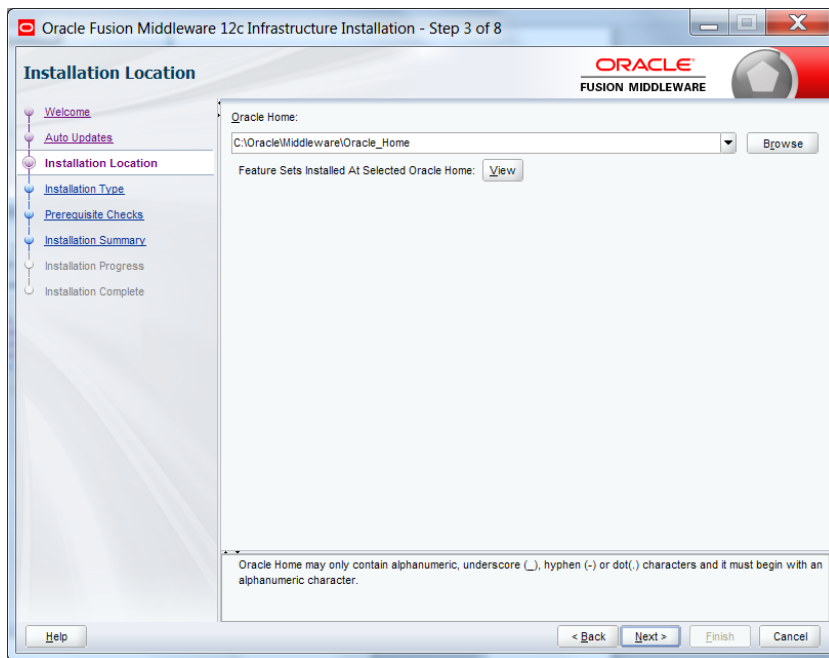 Oracle Fusion Middleware 12c Infrastructure Installation - Step 3 of 8
Installation Location
ORACLE
FUSION MIDDLEWARE
Welcome
Auto Updates
Installation Location
Installation Type
Prerequisite Checks
Installation Summary
Installation Progress
Installation Complete
Oracle Home:
C:\Oracle\Middleware\Oracle_Home
Browse
Feature Sets Installed At Selected Oracle Home: View
Oracle Home may only contain alphanumeric, underscore (_), hyphen (-) or dot(.) characters and it must begin with an
alphanumeric character.
Help
< Back Next > Finish Cancel